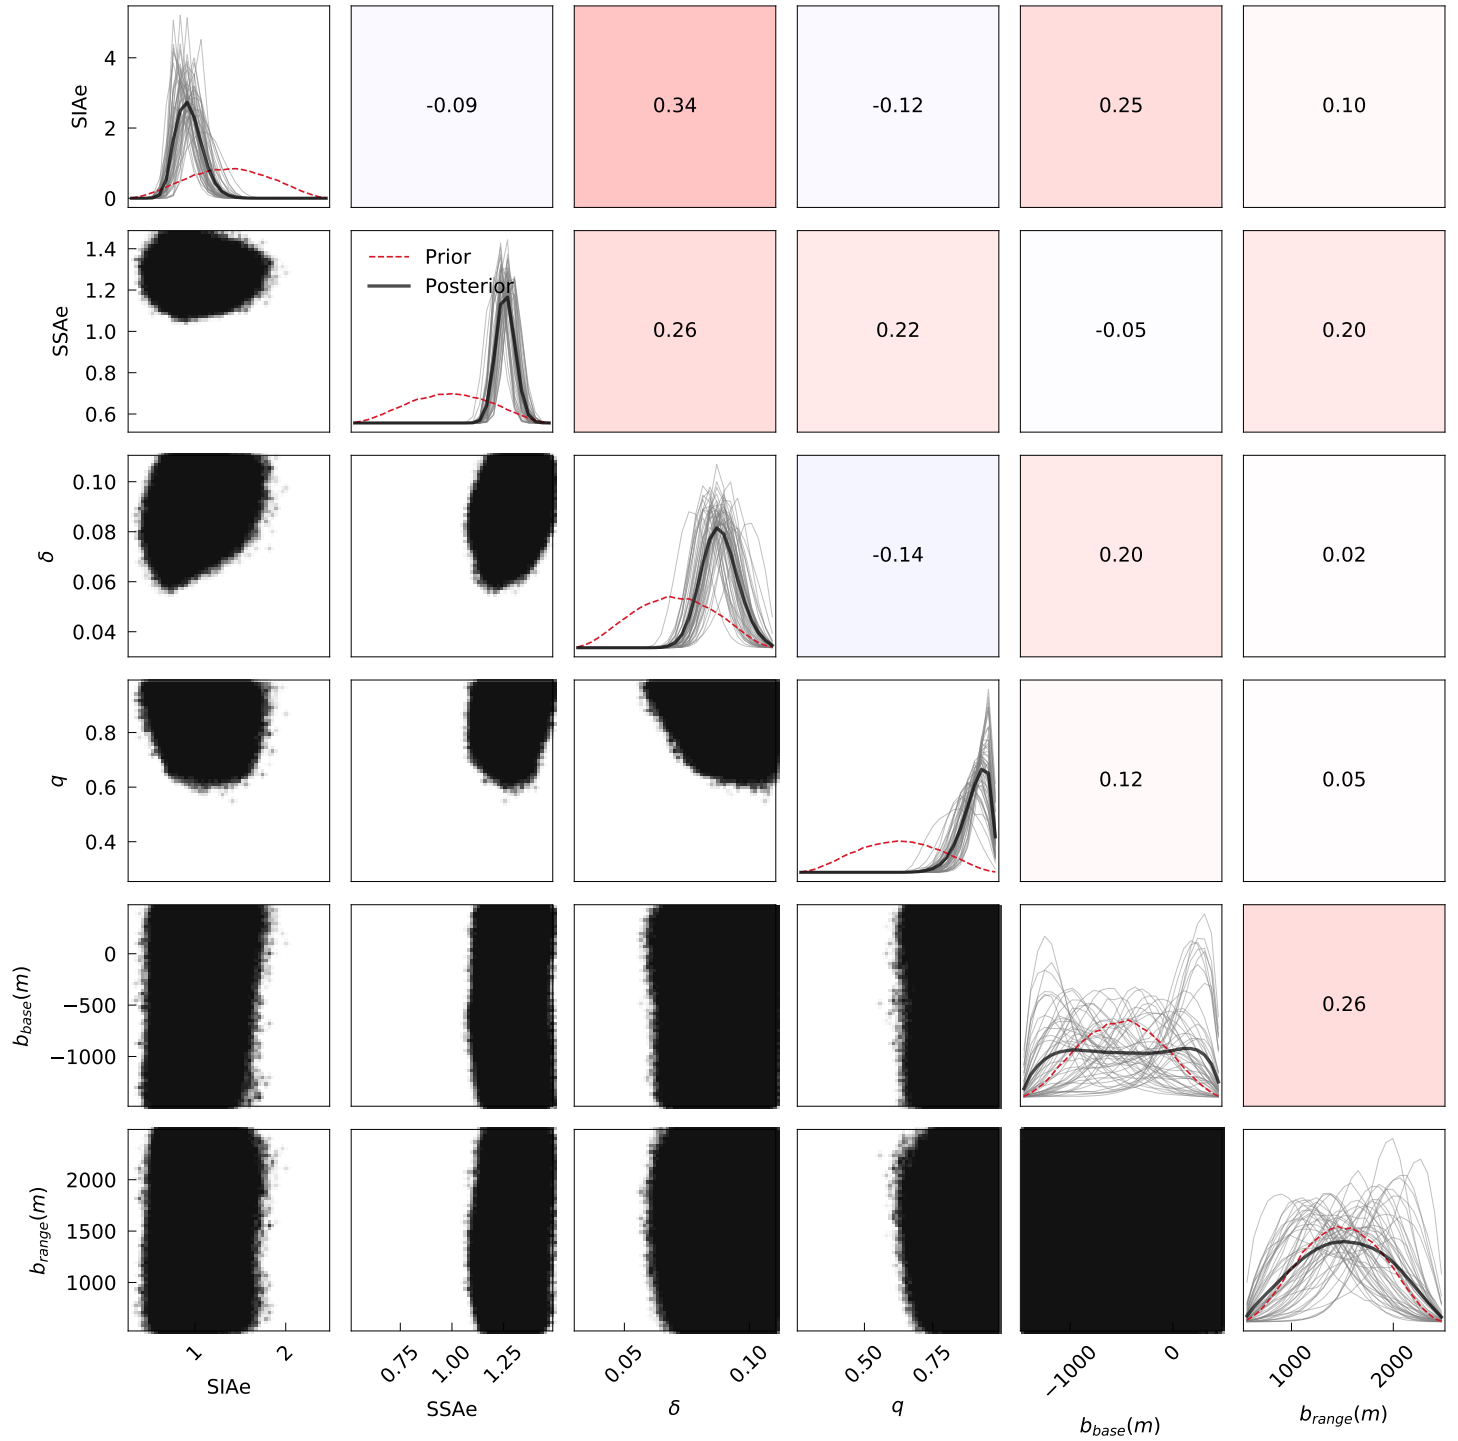 SIAe
4
2
0
-0.09
0.34
-0.12
0.25
0.10
SSAe
1.4
1.2
1.0
0.8
0.6
Prior
Posterior
0.26
0.22
-0.05
0.20
δ
0.10
0.08
0.06
0.04
-0.14
0.20
0.02
q
0.8
0.6
0.4
0.12
0.05
b_base(m)
0
−500
−1000
0.26
b_range(m)
2000
1500
1000
1 2
0.75 1.00 1.25
0.05 0.10
0.50 0.75
−1000 0
1000 2000
SIAe
SSAe
δ
q
b_base(m)
b_range(m)